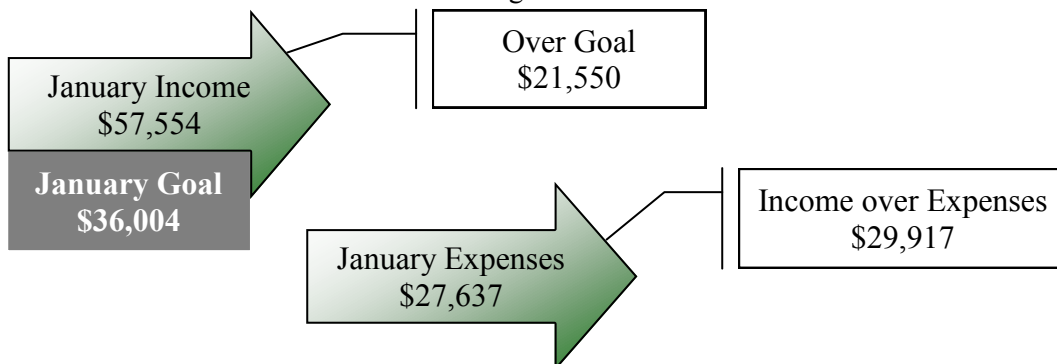 Over Goal
$21,550
January Income
$57,554
January Goal
$36,004
Income over Expenses
$29,917
January Expenses
$27,637